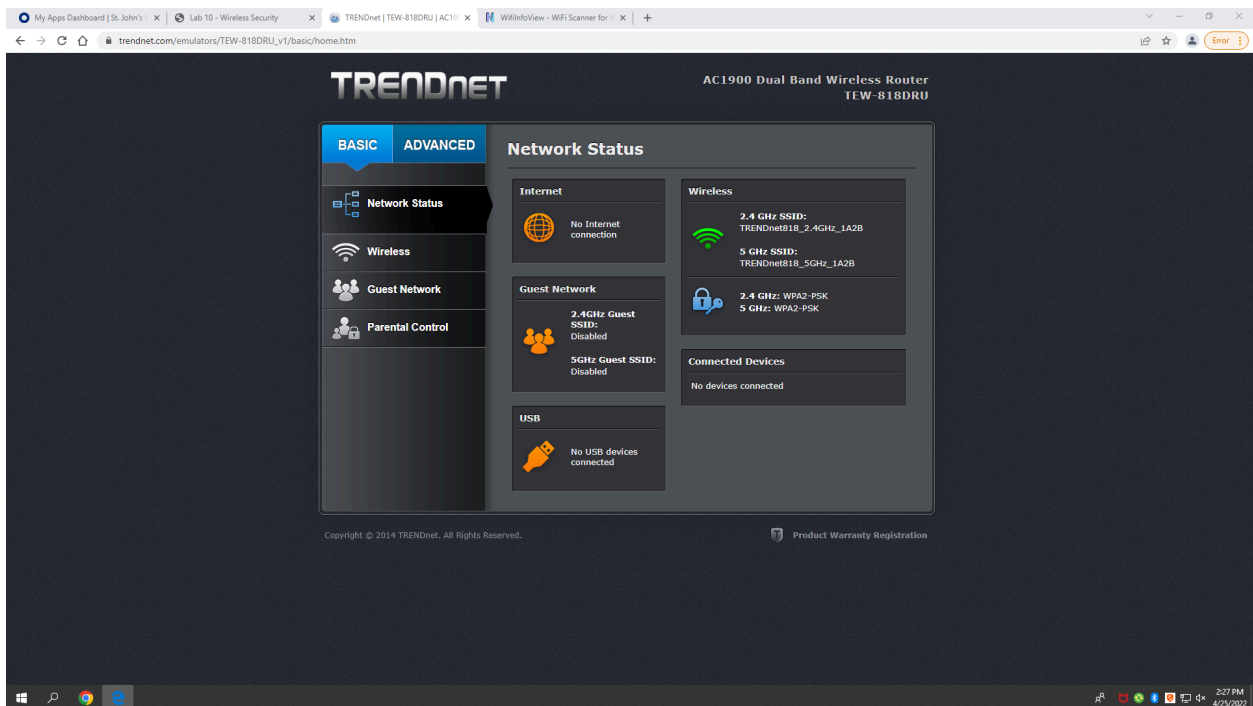 My Apps Dashboard | St. John's
Lab 10 - Wireless Security
TRENDnet | TEW-818DRU | AC19
WifiInfoView - WiFi Scanner for
trendnet.com/emulators/TEW-818DRU_v1/basic/home.htm
Error
TRENDNET
AC1900 Dual Band Wireless Router
TEW-818DRU
BASIC
ADVANCED
Network Status
Wireless
Guest Network
Parental Control
Network Status
Internet
No Internet
connection
Guest Network
2.4GHz Guest
SSID:
Disabled
5GHz Guest SSID:
Disabled
USB
No USB devices
connected
Wireless
2.4 GHz SSID:
TRENDnet818_2.4GHz_1A2B
5 GHz SSID:
TRENDnet818_5GHz_1A2B
2.4 GHz: WPA2-PSK
5 GHz: WPA2-PSK
Connected Devices
No devices connected
Copyright © 2014 TRENDnet. All Rights Reserved.
Product Warranty Registration
2:27 PM
4/25/2022